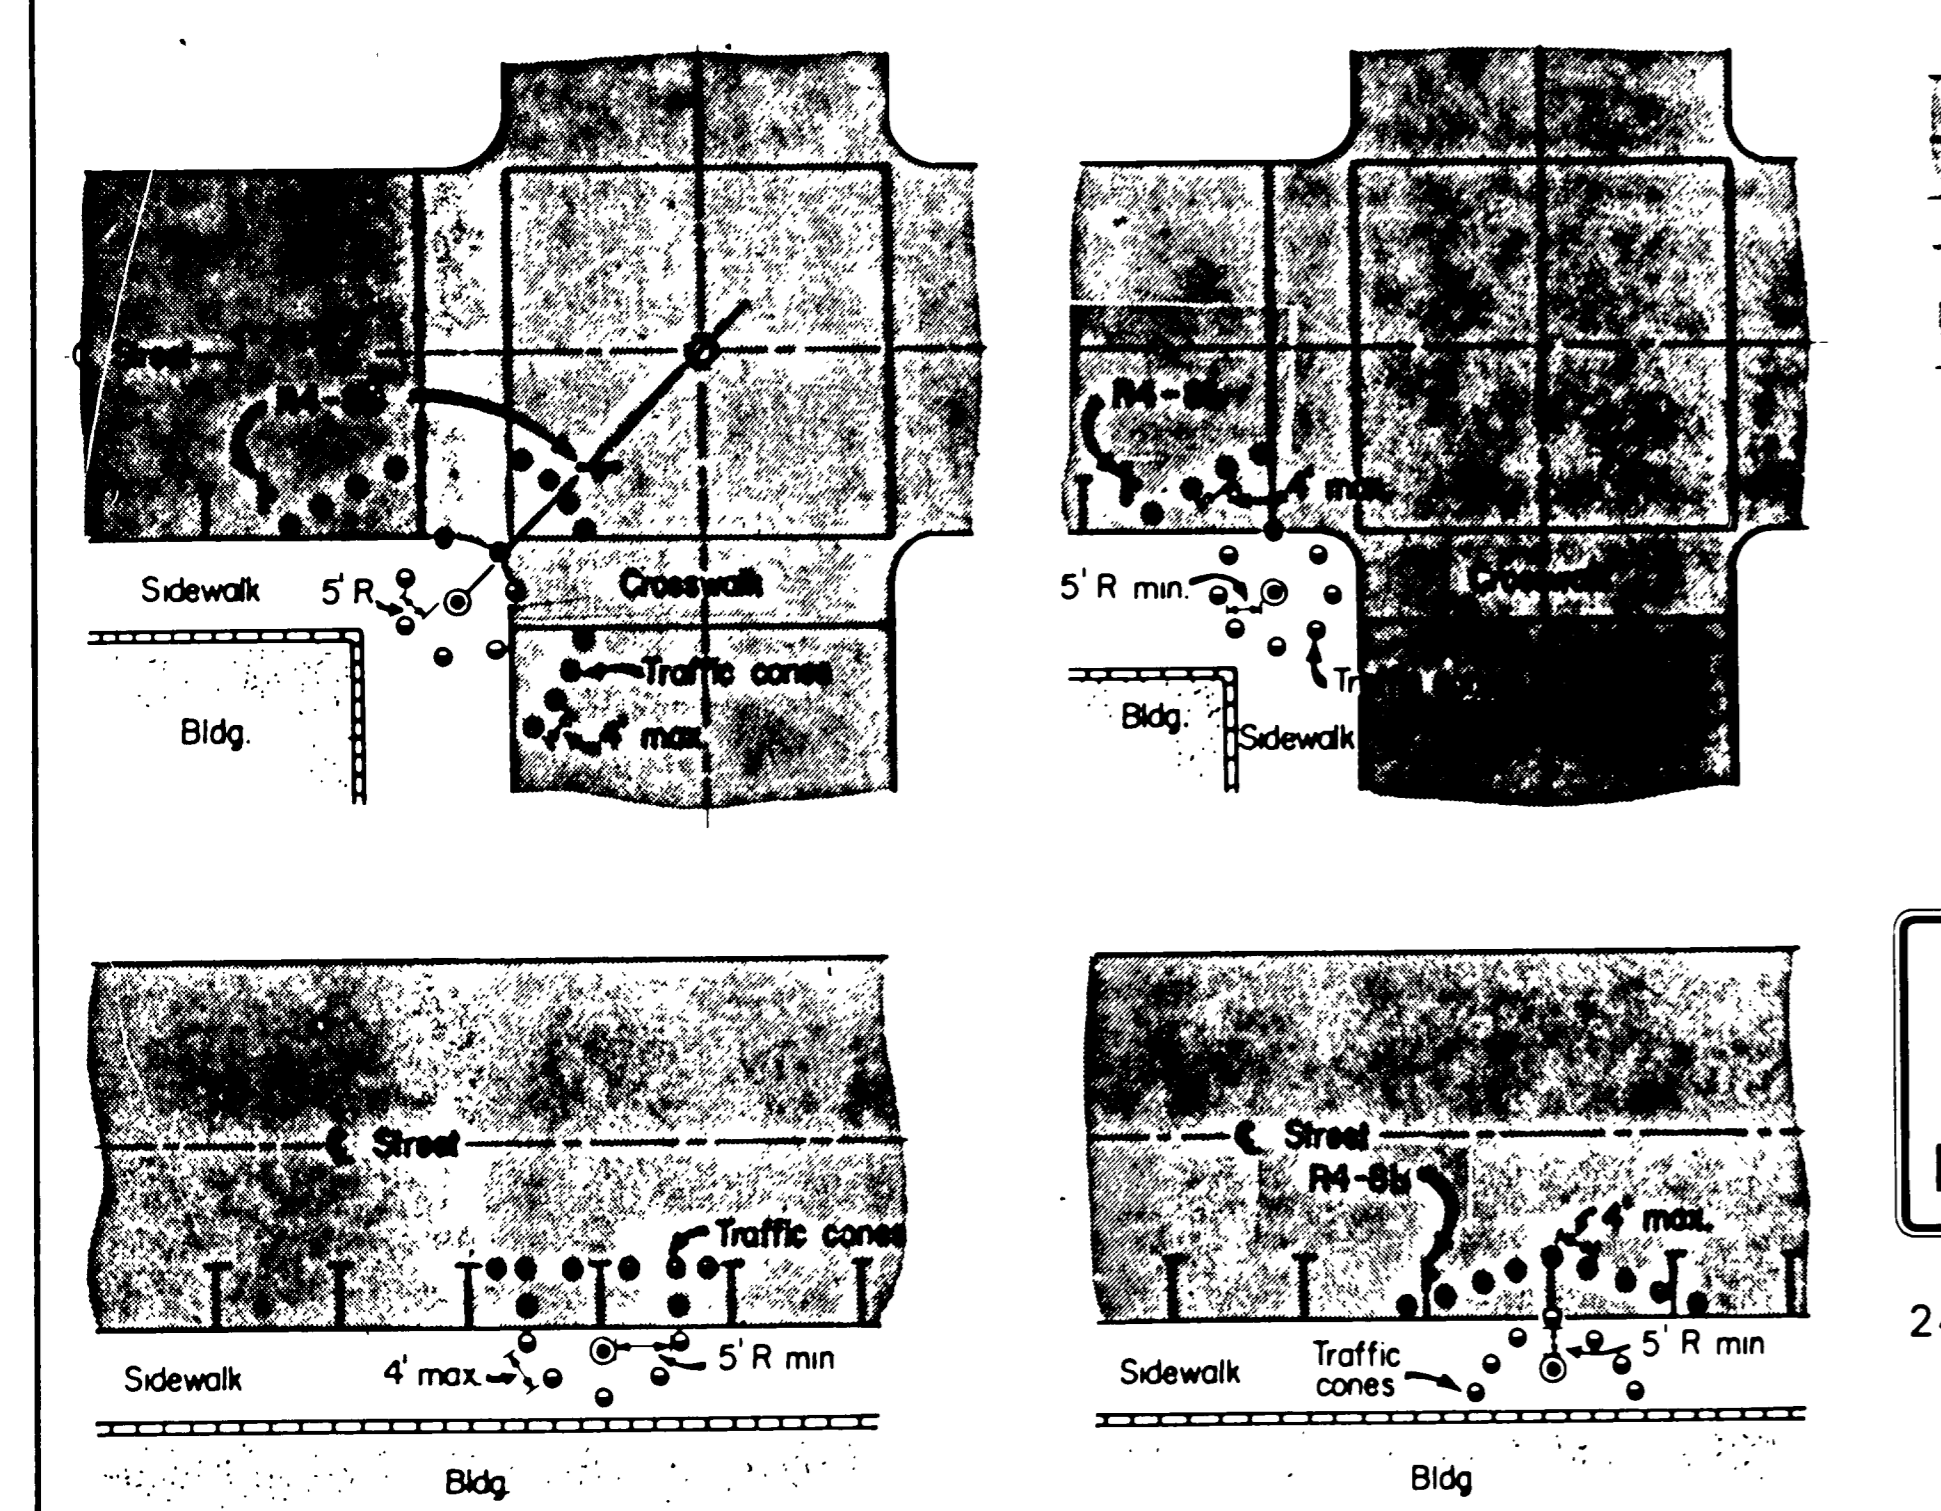 Street
R4-8b
Sidewalk
5' R
Crosswalk
Traffic cones
4' max.
Bldg.
R4-8b
4' max.
5' R min.
Crosswalk
Bldg.
Sidewalk
℄ Street
Traffic cones
4' max
5' R min
Sidewalk
Bldg
℄ Street
R4-8b
4' max.
5' R min
Traffic
cones
Sidewalk
Bldg